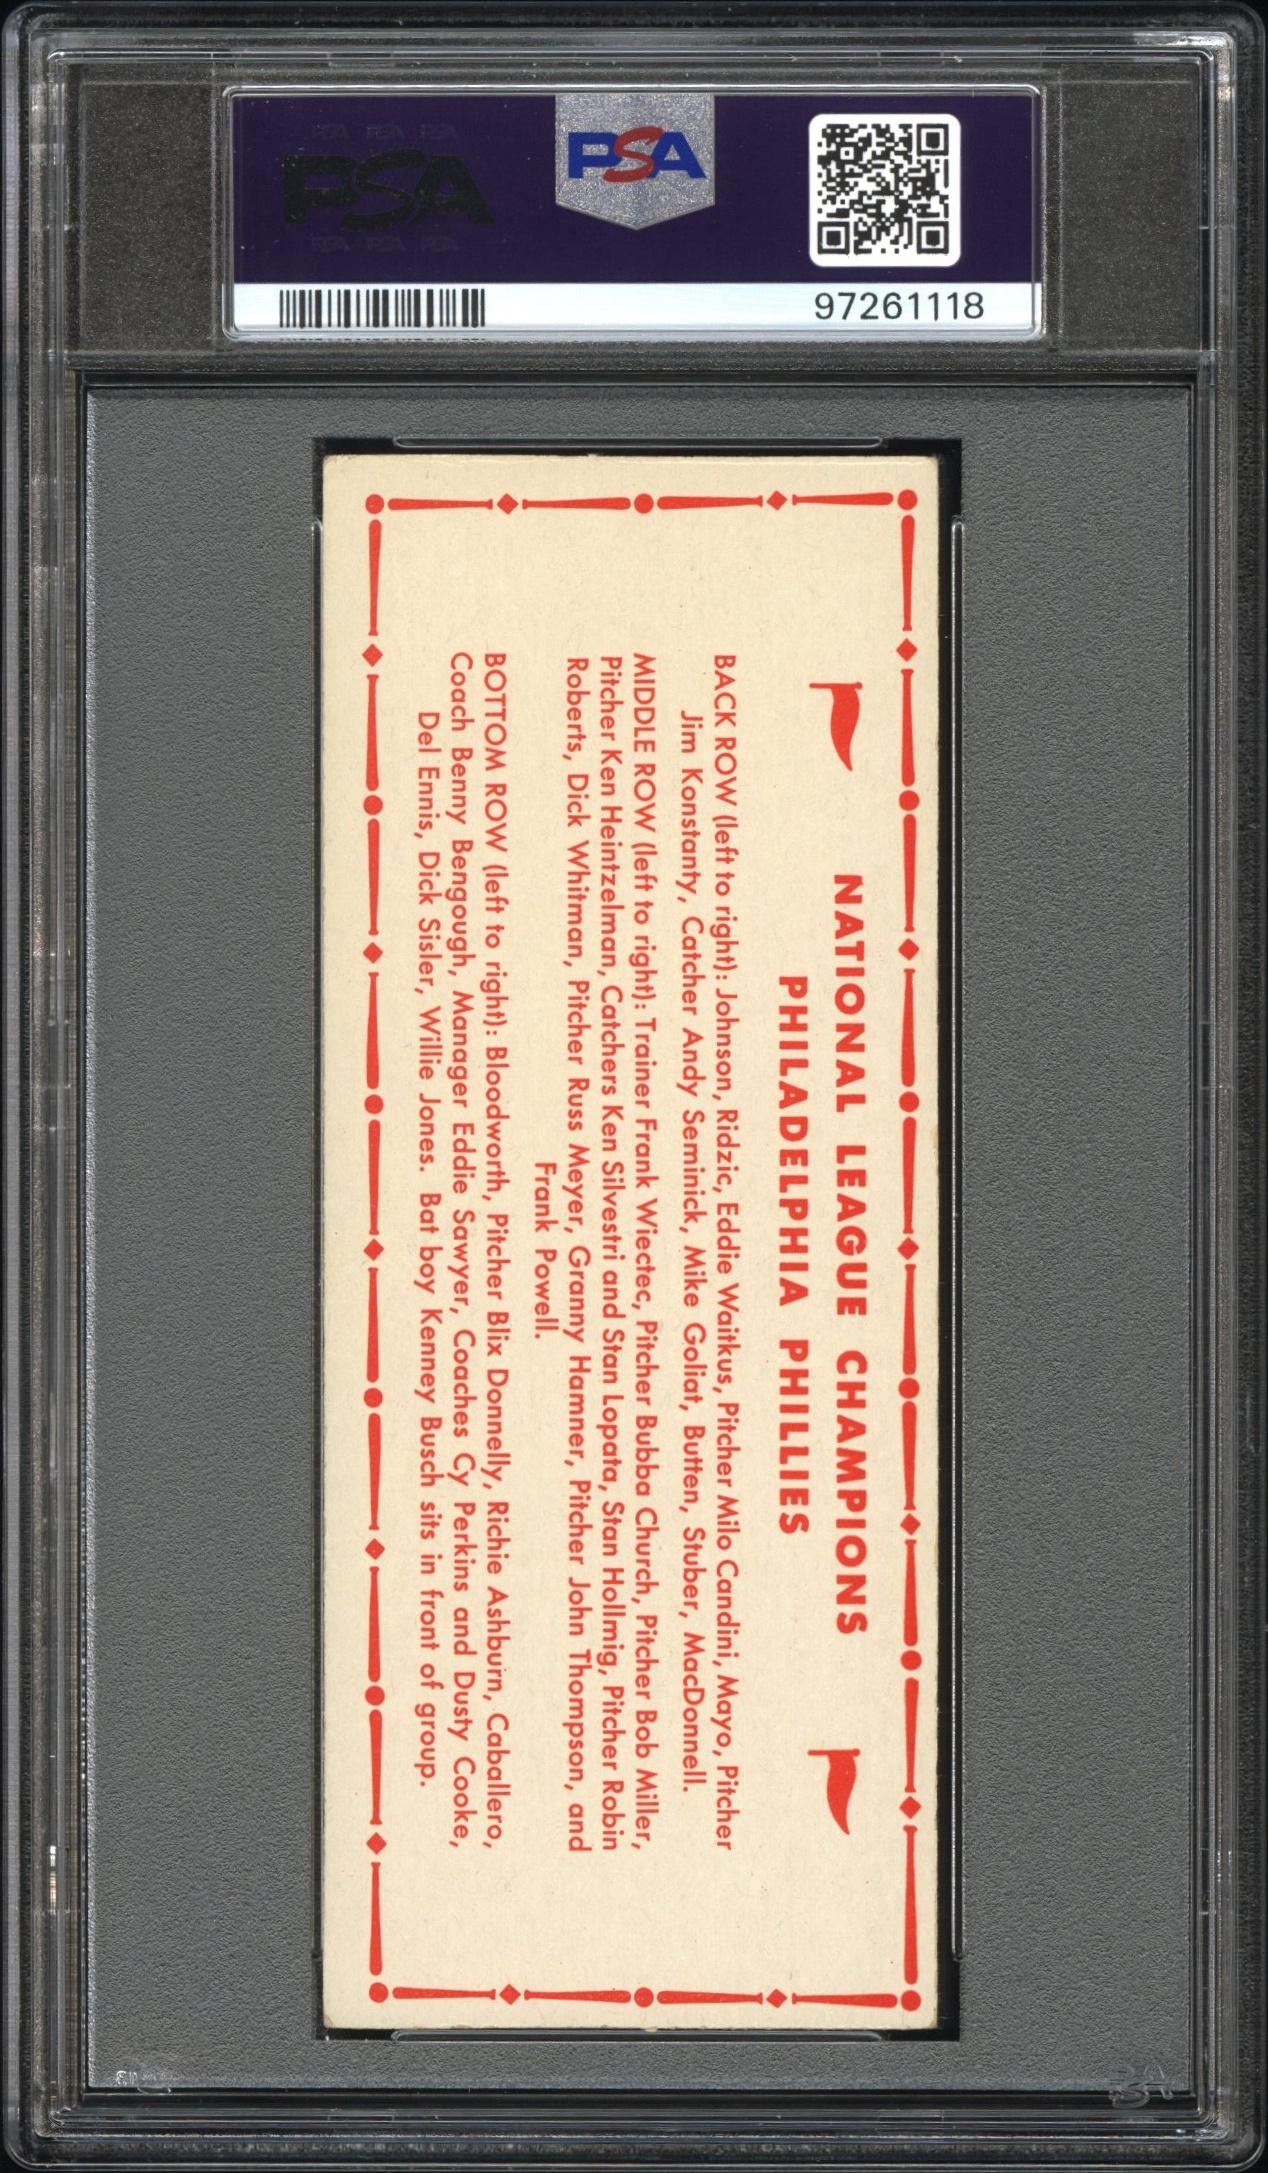 PSA
PSA
97261118
NATIONAL LEAGUE CHAMPIONS
PHILADELPHIA PHILLIES
BACK ROW (left to right): Johnson, Ridzic, Eddie Waitkus, Pitcher Milo Candini, Mayo, Pitcher
Jim Konstanty, Catcher Andy Seminick, Mike Goliat, Butten, Stuber, MacDonnell.
MIDDLE ROW (left to right): Trainer Frank Wiectec, Pitcher Bubba Church, Pitcher Bob Miller,
Pitcher Ken Heintzelman, Catchers Ken Silvestri and Stan Lopata, Stan Hollmig, Pitcher Robin
Roberts, Dick Whitman, Pitcher Russ Meyer, Granny Hamner, Pitcher John Thompson, and
Frank Powell.
BOTTOM ROW (left to right): Bloodworth, Pitcher Blix Donnelly, Richie Ashburn, Caballero,
Coach Benny Bengough, Manager Eddie Sawyer, Coaches Cy Perkins and Dusty Cooke,
Del Ennis, Dick Sisler, Willie Jones. Bat boy Kenney Busch sits in front of group.